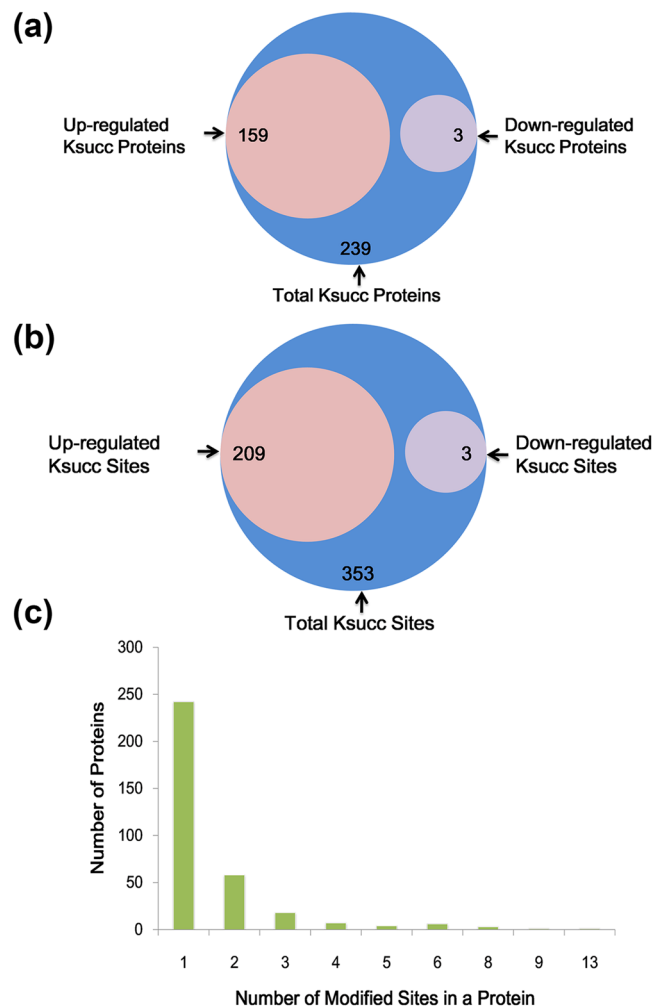 (a)
Up-regulated
Ksucc Proteins
159
3
Down-regulated
Ksucc Proteins
239
Total Ksucc Proteins
(b)
Up-regulated
Ksucc Sites
209
3
Down-regulated
Ksucc Sites
353
Total Ksucc Sites
(c)
Number of Proteins
300
250
200
150
100
50
0
1 2 3 4 5 6 8 9 13
Number of Modified Sites in a Protein